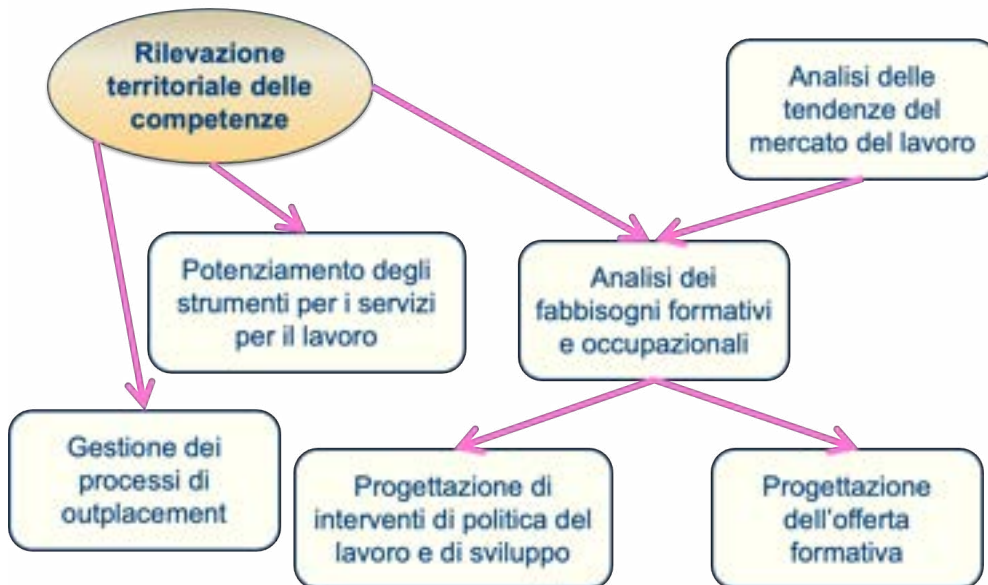 Rilevazione
territoriale delle
competenze
Analisi delle
tendenze del
mercato del lavoro
Potenziamento degli
strumenti per i servizi
per il lavoro
Analisi dei
fabbisogni formativi
e occupazionali
Gestione dei
processi di
outplacement
Progettazione di
interventi di politica del
lavoro e di sviluppo
Progettazione
dell'offerta
formativa